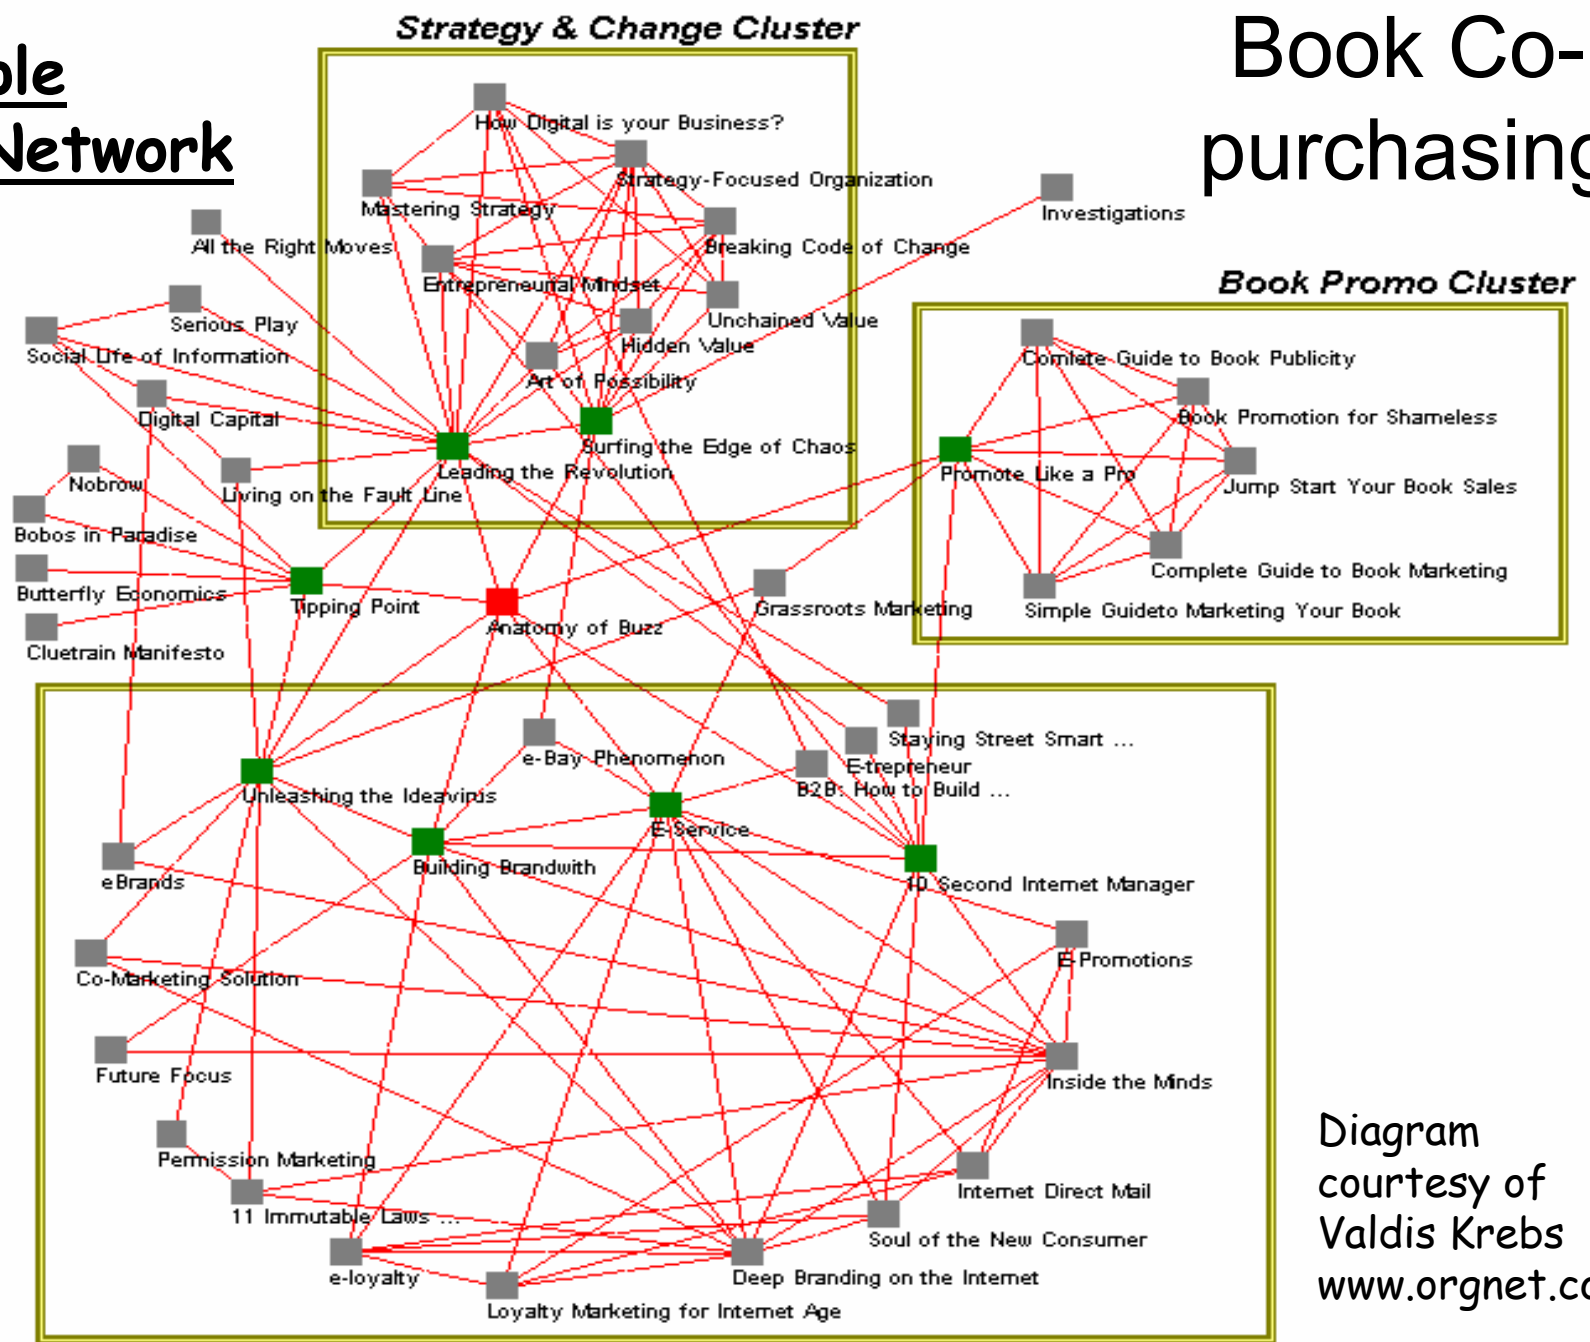 Strategy & Change Cluster
Book Co-
purchasing
ple
Network
How Digital is your Business?
Strategy-Focused Organization
Mastering Strategy
Investigations
All the Right Moves
Breaking Code of Change
Entrepreneurial Mindset
Book Promo Cluster
Serious Play
Unchained Value
Social Life of Information
Hidden Value
Comlete Guide to Book Publicity
Art of Possibility
Digital Capital
Book Promotion for Shameless
Surfing the Edge of Chaos
Leading the Revolution
Promote Like a Pro
Nobrow
Living on the Fault Line
Jump Start Your Book Sales
Bobos in Paradise
Complete Guide to Book Marketing
Butterfly Economics
Tipping Point
Grassroots Marketing
Simple Guideto Marketing Your Book
Anatomy of Buzz
Cluetrain Manifesto
Staying Street Smart ...
e-Bay Phenomenon
E-trepreneur
B2B: How to Build ...
Unleashing the Ideavirus
E-Service
Building Brandwith
eBrands
10 Second Internet Manager
E-Promotions
Co-Marketing Solution
Future Focus
Inside the Minds
Diagram
courtesy of
Valdis Krebs
www.orgnet.co
Permission Marketing
Internet Direct Mail
11 Immutable Laws ...
Soul of the New Consumer
e-loyalty
Deep Branding on the Internet
Loyalty Marketing for Internet Age